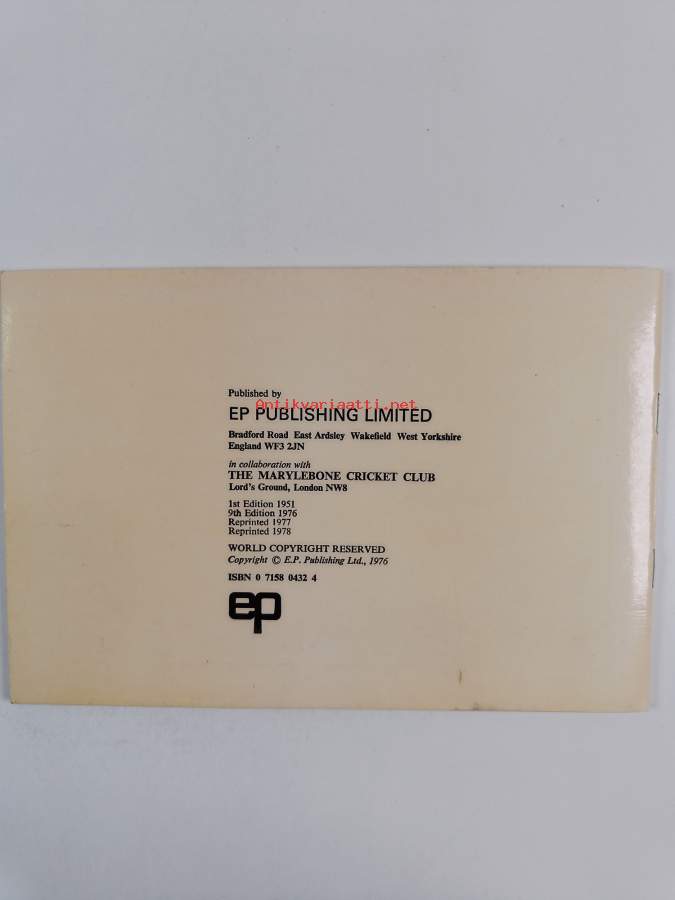 Published by
Antikvariaatti.net
EP PUBLISHING LIMITED
Bradford Road East Ardsley Wakefield West Yorkshire
England WF3 2JN
in collaboration with
THE MARYLEBONE CRICKET CLUB
Lord's Ground, London NW8
1st Edition 1951
9th Edition 1976
Reprinted 1977
Reprinted 1978
WORLD COPYRIGHT RESERVED
Copyright © E.P. Publishing Ltd., 1976
ISBN 0 7158 0432 4
ep